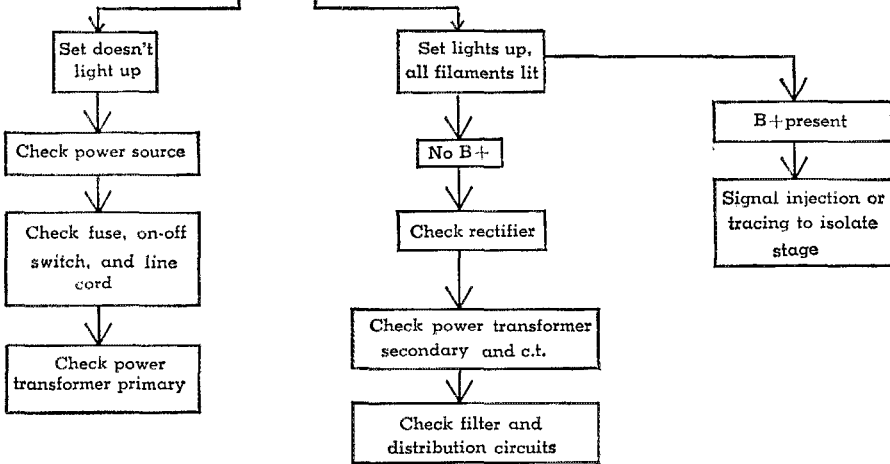 Set doesn't
light up
Check power source
Check fuse, on-off
switch, and line
cord
Check power
transformer primary
Set lights up,
all filaments lit
No B+
Check rectifier
Check power transformer
secondary and c.t.
Check filter and
distribution circuits
B+present
Signal injection or
tracing to isolate
stage